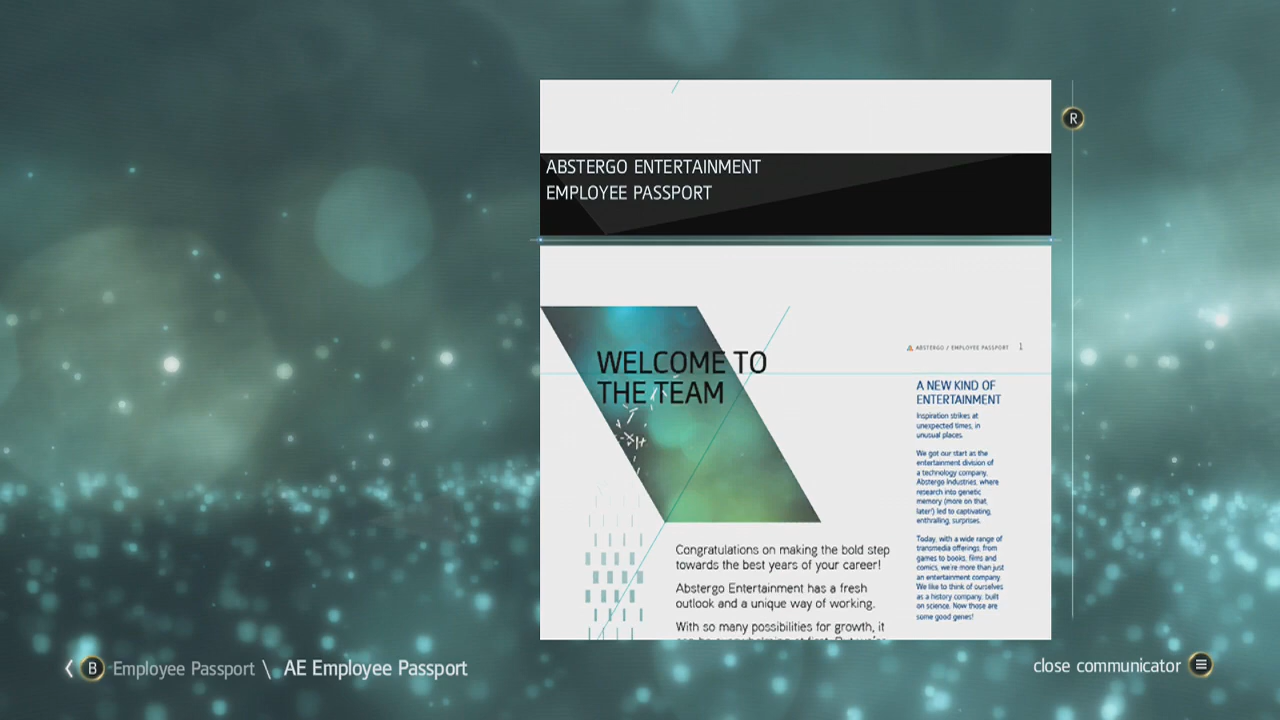 R
ABSTERGO ENTERTAINMENT
EMPLOYEE PASSPORT
WELCOME TO
THE TEAM
Congratulations on making the bold step
towards the best years of your career!
Abstergo Entertainment has a fresh
outlook and a unique way of working.
With so many possibilities for growth, it
ABSTERGO / EMPLOYEE PASSPORT 1
A NEW KIND OF
ENTERTAINMENT
Inspiration strikes at
unexpected times, in
unusual places.
We got our start as the
entertainment division of
a technology company,
Abstergo Industries, where
research into genetic
memory (more on that,
later!) led to captivating,
enthralling, surprises.
Today, with a wide range of
transmedia offerings, from
games to books, films and
comics, we're more than just
an entertainment company.
We like to think of ourselves
as a history company, built
on science. Now those are
some good genes!
B Employee Passport \ AE Employee Passport
close communicator